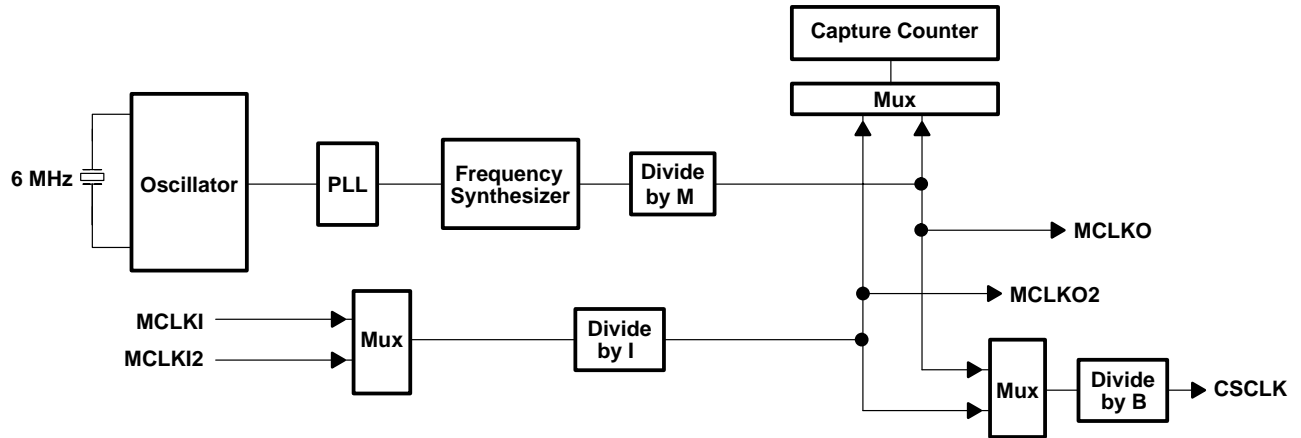 Capture Counter
Mux
6 MHz
Oscillator
PLL
Frequency
Synthesizer
Divide
by M
MCLKO
MCLKO2
MCLKI
MCLKI2
Mux
Divide
by I
Mux
Divide
by B
CSCLK